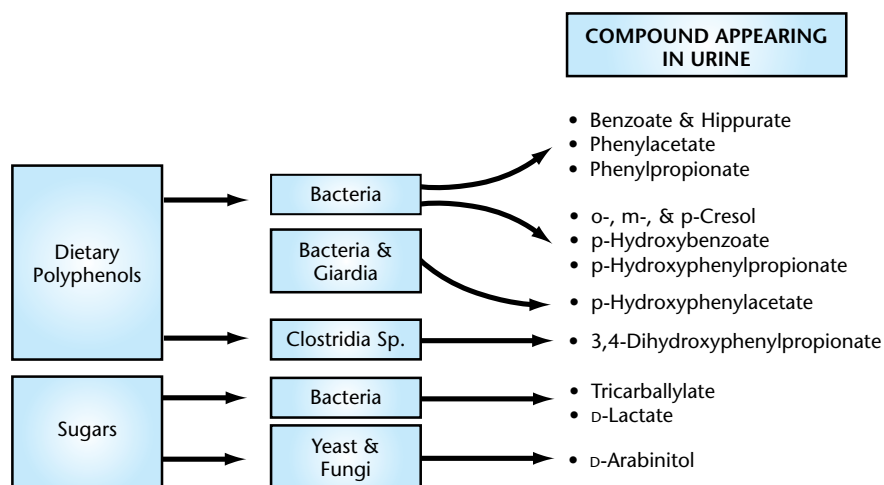 COMPOUND APPEARING
IN URINE
• Benzoate & Hippurate
• Phenylacetate
• Phenylpropionate
Dietary
Polyphenols
Bacteria
• o-, m-, & p-Cresol
• p-Hydroxybenzoate
• p-Hydroxyphenylpropionate
Bacteria &
Giardia
• p-Hydroxyphenylacetate
Clostridia Sp.
• 3,4-Dihydroxyphenylpropionate
Sugars
Bacteria
• Tricarballylate
• D-Lactate
Yeast &
Fungi
• D-Arabinitol